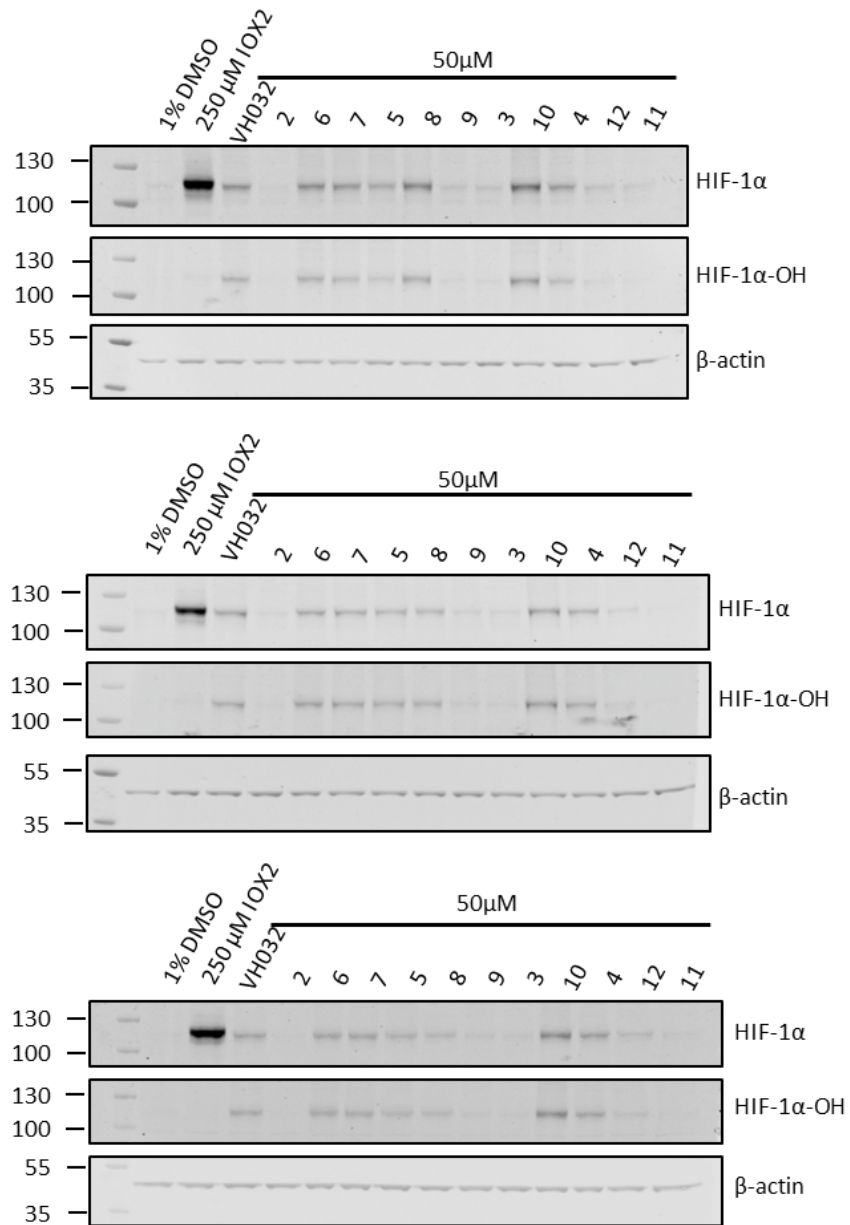 50µM
1% DMSO 250 µM IOX2 VH032 2 6 7 5 8 9 3 10 4 12 11
130
100
HIF-1α
130
100
HIF-1α-OH
55
35
β-actin
50µM
1% DMSO 250 µM IOX2 VH032 2 6 7 5 8 9 3 10 4 12 11
130
100
HIF-1α
130
100
HIF-1α-OH
55
35
β-actin
50µM
1% DMSO 250 µM IOX2 VH032 2 6 7 5 8 9 3 10 4 12 11
130
100
HIF-1α
130
100
HIF-1α-OH
55
35
β-actin